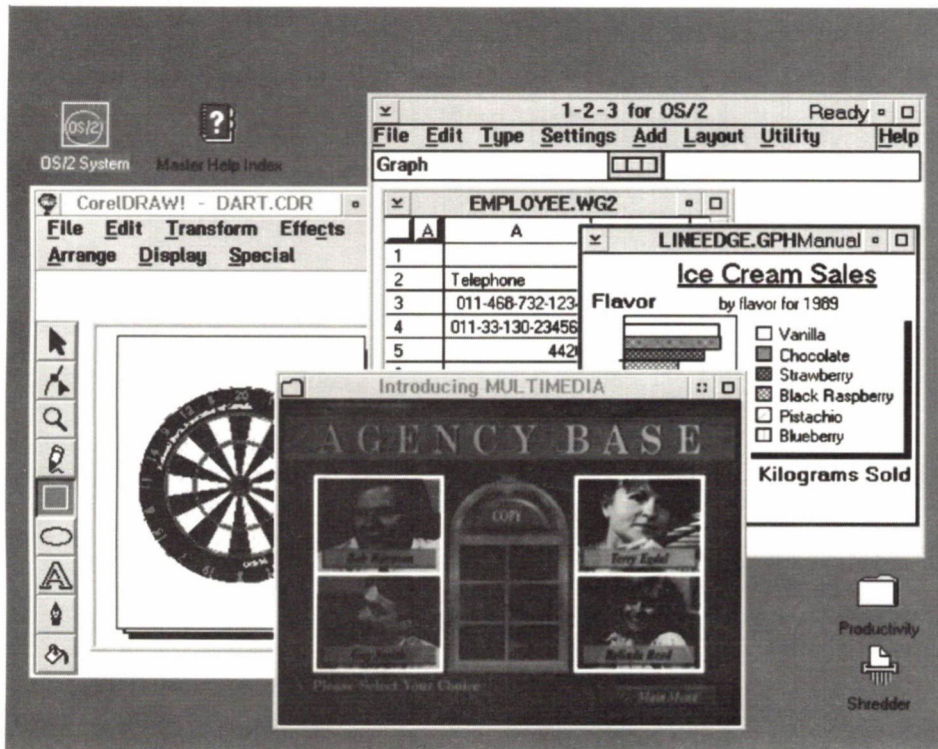 OS/2
OS/2 System
?
Master Help Index
1-2-3 for OS/2 Ready
File Edit Type Settings Add Layout Utility Help
Graph
CorelDRAW! - DART.CDR
File Edit Transform Effects
Arrange Display Special
A
EMPLOYEE.WG2
A A
1
2 Telephone
3 011-468-732-123-
4 011-33-130-23456
5 442
LINEEDGE.GPH Manual
Ice Cream Sales
Flavor by flavor for 1989
Vanilla
Chocolate
Strawberry
Black Raspberry
Pistachio
Blueberry
Kilograms Sold
Introducing MULTIMEDIA
AGENCY BASE
COPY
Terry Egdel
Please Select Your Choice
Main Menu
Productivity
Shredder